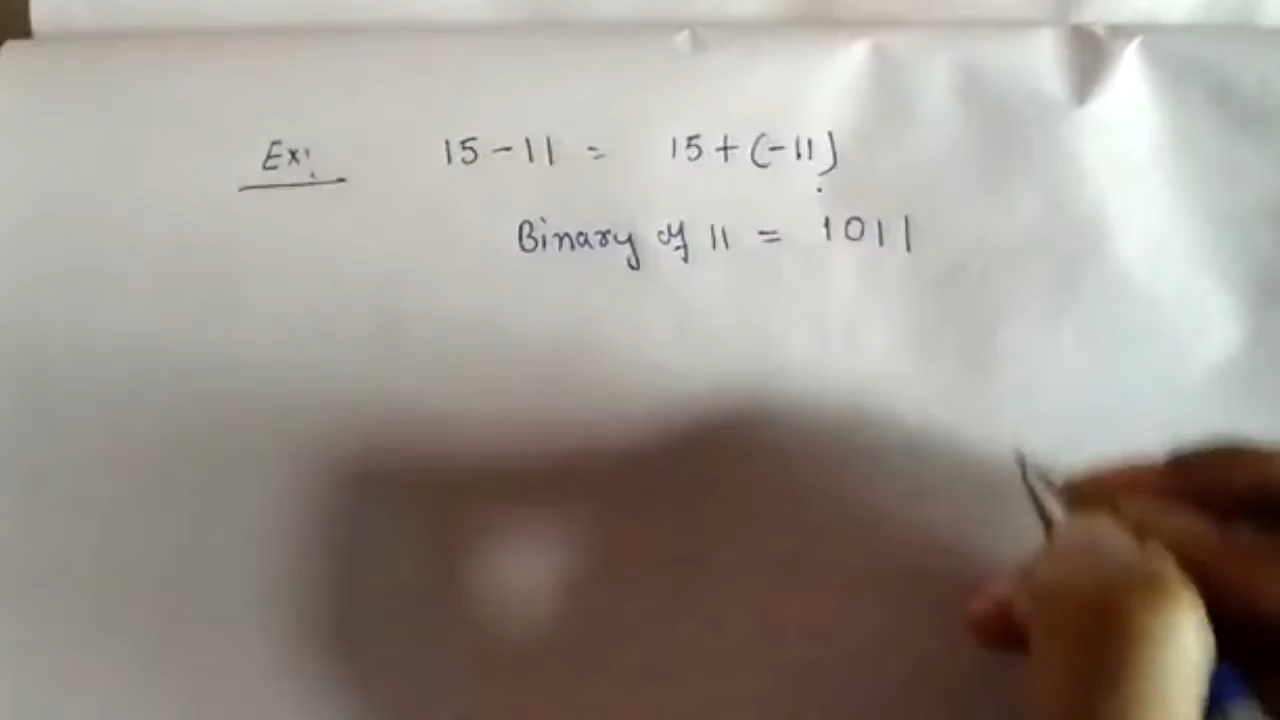 Ex: 15 - 11 = 15 + (-11)
Binary of 11 = 1011